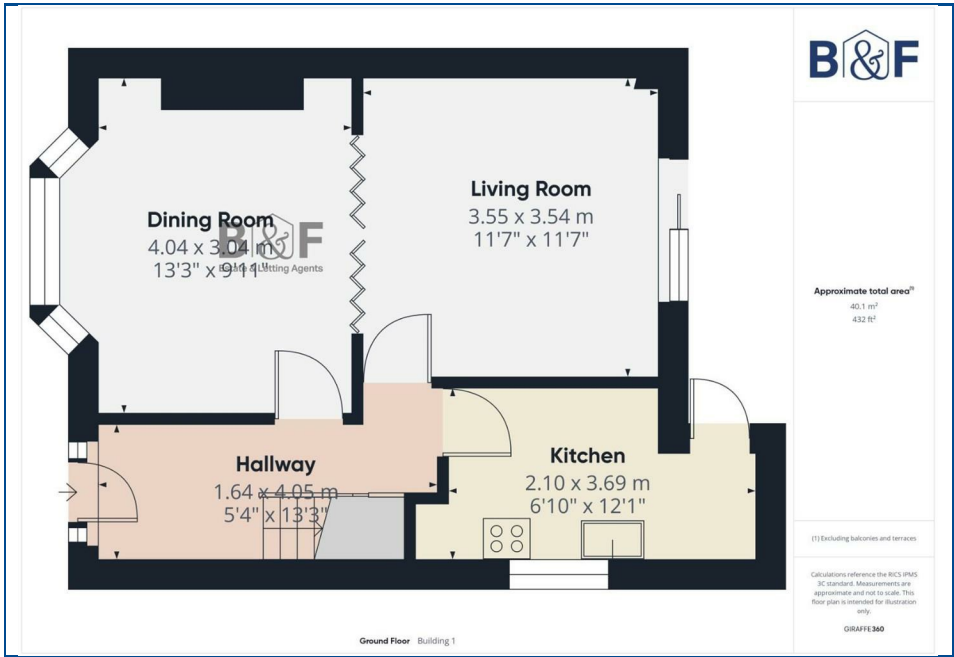 B&F
Dining Room
4.04 x 3.04 m
13'3" x 9'11"
B&F
Estate & Letting Agents
Living Room
3.55 x 3.54 m
11'7" x 11'7"
Hallway
1.64 x 4.05 m
5'4" x 13'3"
Kitchen
2.10 x 3.69 m
6'10" x 12'1"
Approximate total area⁽¹⁾
40.1 m²
432 ft²
(1) Excluding balconies and terraces
Calculations reference the RICS IPMS
3C standard. Measurements are
approximate and not to scale. This
floor plan is intended for illustration
only.
GIRAFFE360
Ground Floor Building 1